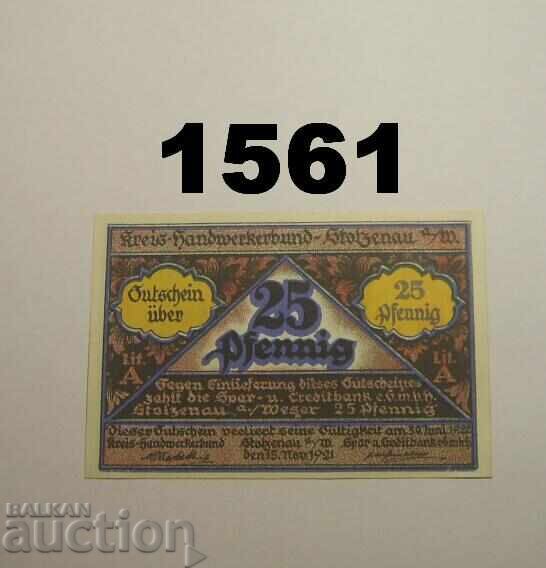 1561
Kreis-Handwerkerbund-Stolzenau a/W.
Gutschein
über
25
Pfennig
25
Pfennig
Lit.
A
Lit.
A
Gegen Einlieferung dieses Gutscheines
zahlt die Spar- u. Creditbank e.G.m.b.H.
Stolzenau a./Weser 25 Pfennig
Dieser Gutschein verliert seine Gültigkeit am 30. Juni 1922
Kreis-Handwerkerbund Stolzenau a/W. Spar u. Creditbank e.G.m.b.H.
den 15. Nov. 1921
BALKAN
auction